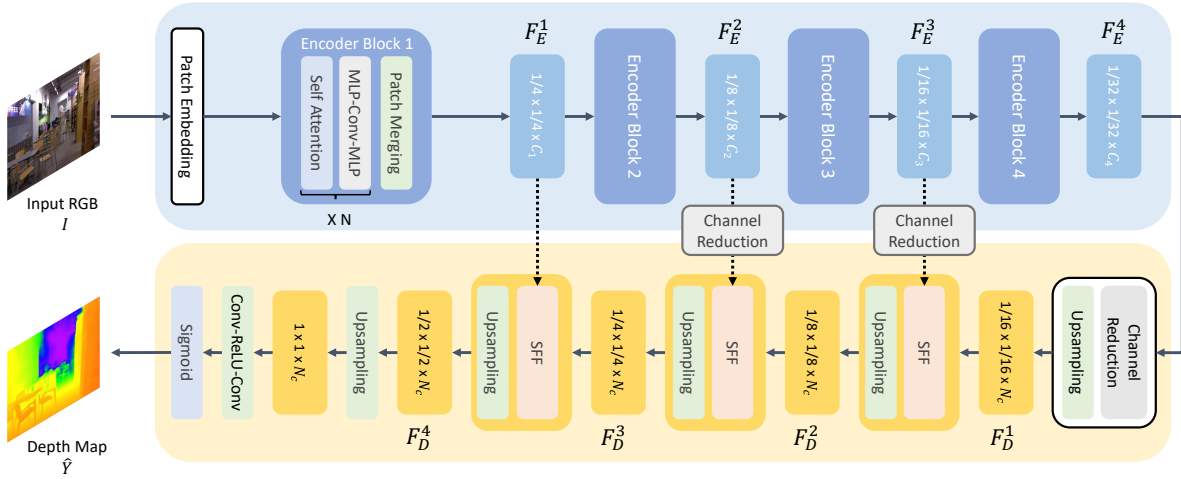 F_E^1
F_E^2
F_E^3
F_E^4
Encoder Block 1
Patch Embedding
Self Attention
MLP-Conv-MLP
Patch Merging
1/4 x 1/4 x C_1
Encoder Block 2
1/8 x 1/8 x C_2
Encoder Block 3
1/16 x 1/16 x C_3
Encoder Block 4
1/32 x 1/32 x C_4
X N
Input RGB
I
Channel
Reduction
Channel
Reduction
Sigmoid
Conv-ReLU-Conv
1 x 1 x N_c
Upsampling
1/2 x 1/2 x N_c
Upsampling
SFF
1/4 x 1/4 x N_c
Upsampling
SFF
1/8 x 1/8 x N_c
Upsampling
SFF
1/16 x 1/16 x N_c
Upsampling
Channel
Reduction
F_D^4
F_D^3
F_D^2
F_D^1
Depth Map
Ŷ